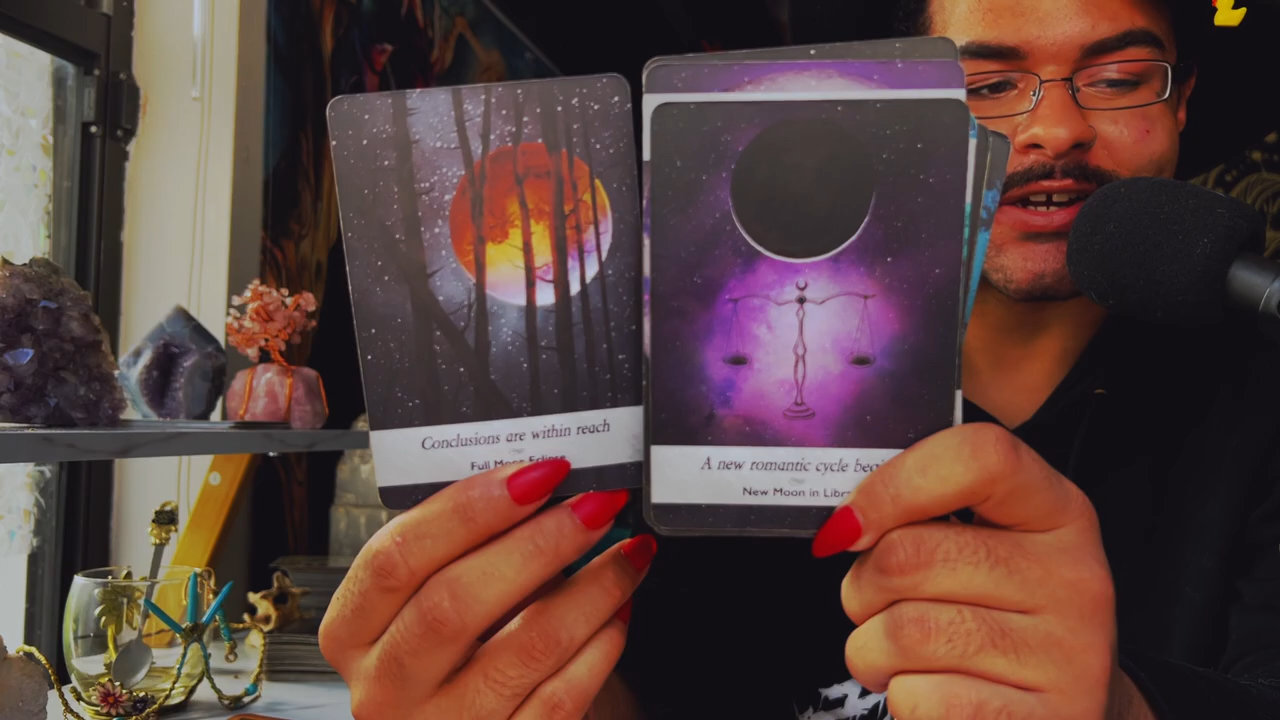 Conclusions are within reach
Full Moon Eclipse
A new romantic cycle
New Moon in